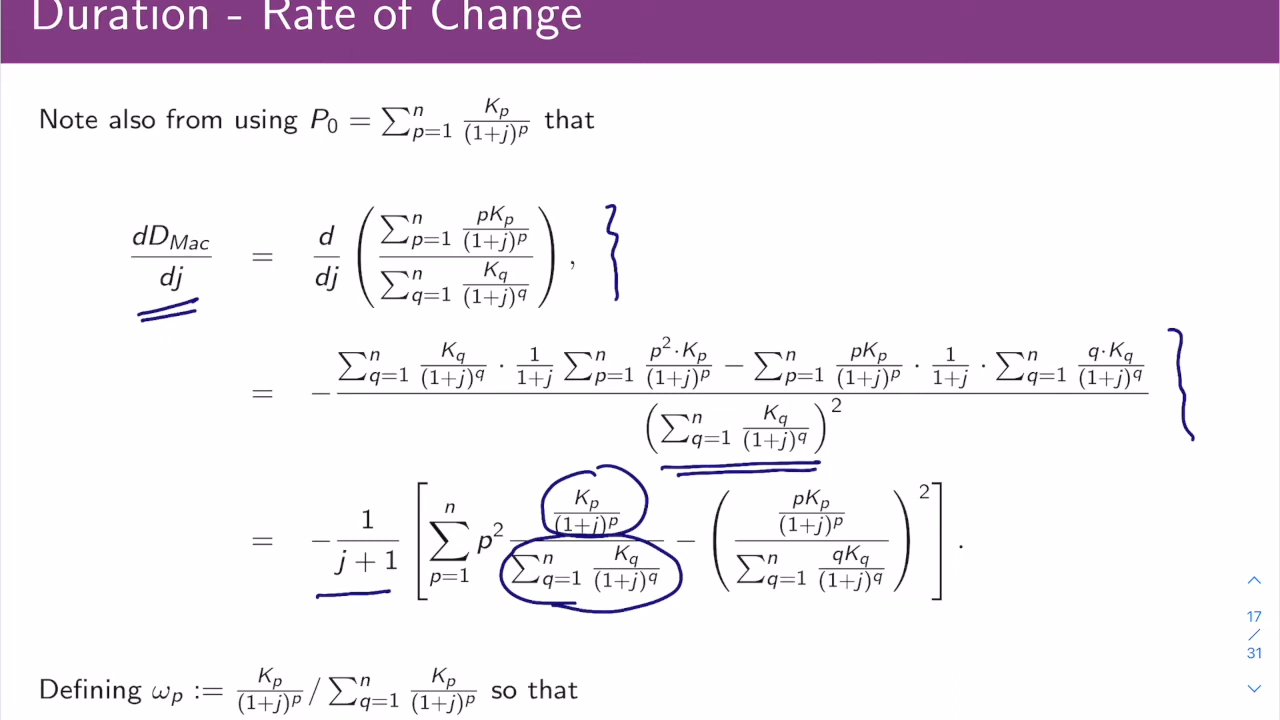 Duration - Rate of Change
Note also from using $P_0 = \sum_{p=1}^{n} \frac{K_p}{(1+j)^p}$ that
$\frac{dD_{Mac}}{dj} = \frac{d}{dj} \left( \frac{\sum_{p=1}^{n} \frac{pK_p}{(1+j)^p}}{\sum_{q=1}^{n} \frac{K_q}{(1+j)^q}} \right),$
$= -\frac{\sum_{q=1}^{n} \frac{K_q}{(1+j)^q} \cdot \frac{1}{1+j} \sum_{p=1}^{n} \frac{p^2 \cdot K_p}{(1+j)^p} - \sum_{p=1}^{n} \frac{pK_p}{(1+j)^p} \cdot \frac{1}{1+j} \cdot \sum_{q=1}^{n} \frac{q \cdot K_q}{(1+j)^q}}{\left( \sum_{q=1}^{n} \frac{K_q}{(1+j)^q} \right)^2}$
$= -\frac{1}{j+1} \left[ \sum_{p=1}^{n} p^2 \frac{\frac{K_p}{(1+j)^p}}{\sum_{q=1}^{n} \frac{K_q}{(1+j)^q}} - \left( \frac{\frac{pK_p}{(1+j)^p}}{\sum_{q=1}^{n} \frac{qK_q}{(1+j)^q}} \right)^2 \right].$
Defining $\omega_p := \frac{K_p}{(1+j)^p} / \sum_{q=1}^{n} \frac{K_p}{(1+j)^p}$ so that
17
/
31